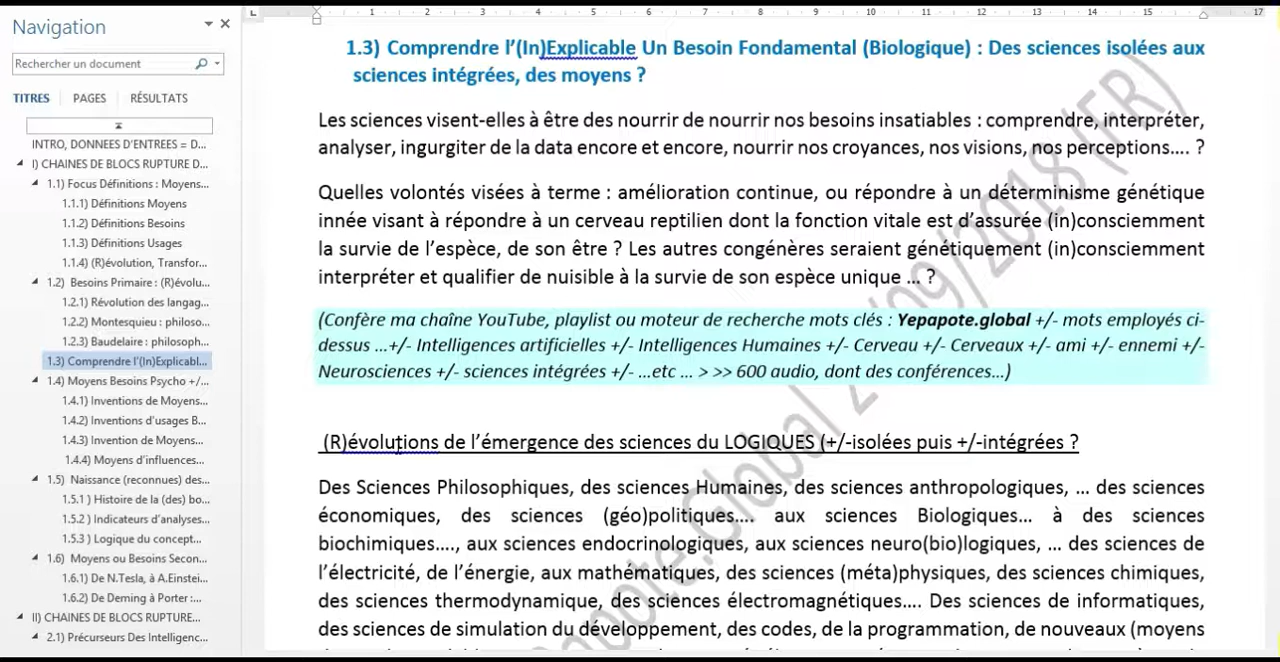 Navigation
Rechercher un document
TITRES PAGES RÉSULTATS
INTRO, DONNEES D'ENTREES = D...
I) CHAINES DE BLOCS RUPTURE D...
1.1) Focus Définitions : Moyens...
1.1.1) Définitions Moyens
1.1.2) Définitions Besoins
1.1.3) Définitions Usages
1.1.4) (R)évolution, Transfor...
1.2) Besoins Primaire : (R)évolu...
1.2.1) Révolution des langag...
1.2.2) Montesquieu : philoso...
1.2.3) Baudelaire : philosoph...
1.3) Comprendre l'(In)Explicabl...
1.4) Moyens Besoins Psycho +/...
1.4.1) Inventions de Moyens...
1.4.2) Inventions d'usages B...
1.4.3) Invention de Moyens...
1.4.4) Moyens d'influences...
1.5) Naissance (reconnues) des...
1.5.1 ) Histoire de la (des) bo...
1.5.2 ) Indicateurs d'analyses...
1.5.3 ) Logique du concept...
1.6) Moyens ou Besoins Secon...
1.6.1) De N.Tesla, à A.Einstei...
1.6.2) De Deming à Porter :...
II) CHAINES DE BLOCS RUPTURE...
2.1) Précurseurs Des Intelligenc...
1 2 3 4 5 6 7 8 9 10 11 12 13 14 15 17
1.3) Comprendre l'(In)Explicable Un Besoin Fondamental (Biologique) : Des sciences isolées aux
sciences intégrées, des moyens ?
Les sciences visent-elles à être des nourrir de nourrir nos besoins insatiables : comprendre, interpréter,
analyser, ingurgiter de la data encore et encore, nourrir nos croyances, nos visions, nos perceptions.... ?
Quelles volontés visées à terme : amélioration continue, ou répondre à un déterminisme génétique
innée visant à répondre à un cerveau reptilien dont la fonction vitale est d'assurée (in)consciemment
la survie de l'espèce, de son être ? Les autres congénères seraient génétiquement (in)consciemment
interpréter et qualifier de nuisible à la survie de son espèce unique ... ?
(Confère ma chaîne YouTube, playlist ou moteur de recherche mots clés : Yepapote.global +/- mots employés ci-
dessus ...+/- Intelligences artificielles +/- Intelligences Humaines +/- Cerveau +/- Cerveaux +/- ami +/- ennemi +/-
Neurosciences +/- sciences intégrées +/- ...etc ... > >> 600 audio, dont des conférences...)
(R)évolutions de l'émergence des sciences du LOGIQUES (+/-isolées puis +/-intégrées ?
Des Sciences Philosophiques, des sciences Humaines, des sciences anthropologiques, ... des sciences
économiques, des sciences (géo)politiques.... aux sciences Biologiques... à des sciences
biochimiques...., aux sciences endocrinologiques, aux sciences neuro(bio)logiques, ... des sciences de
l'électricité, de l'énergie, aux mathématiques, des sciences (méta)physiques, des sciences chimiques,
des sciences thermodynamique, des sciences électromagnétiques.... Des sciences de informatiques,
des sciences de simulation du développement, des codes, de la programmation, de nouveaux (moyens